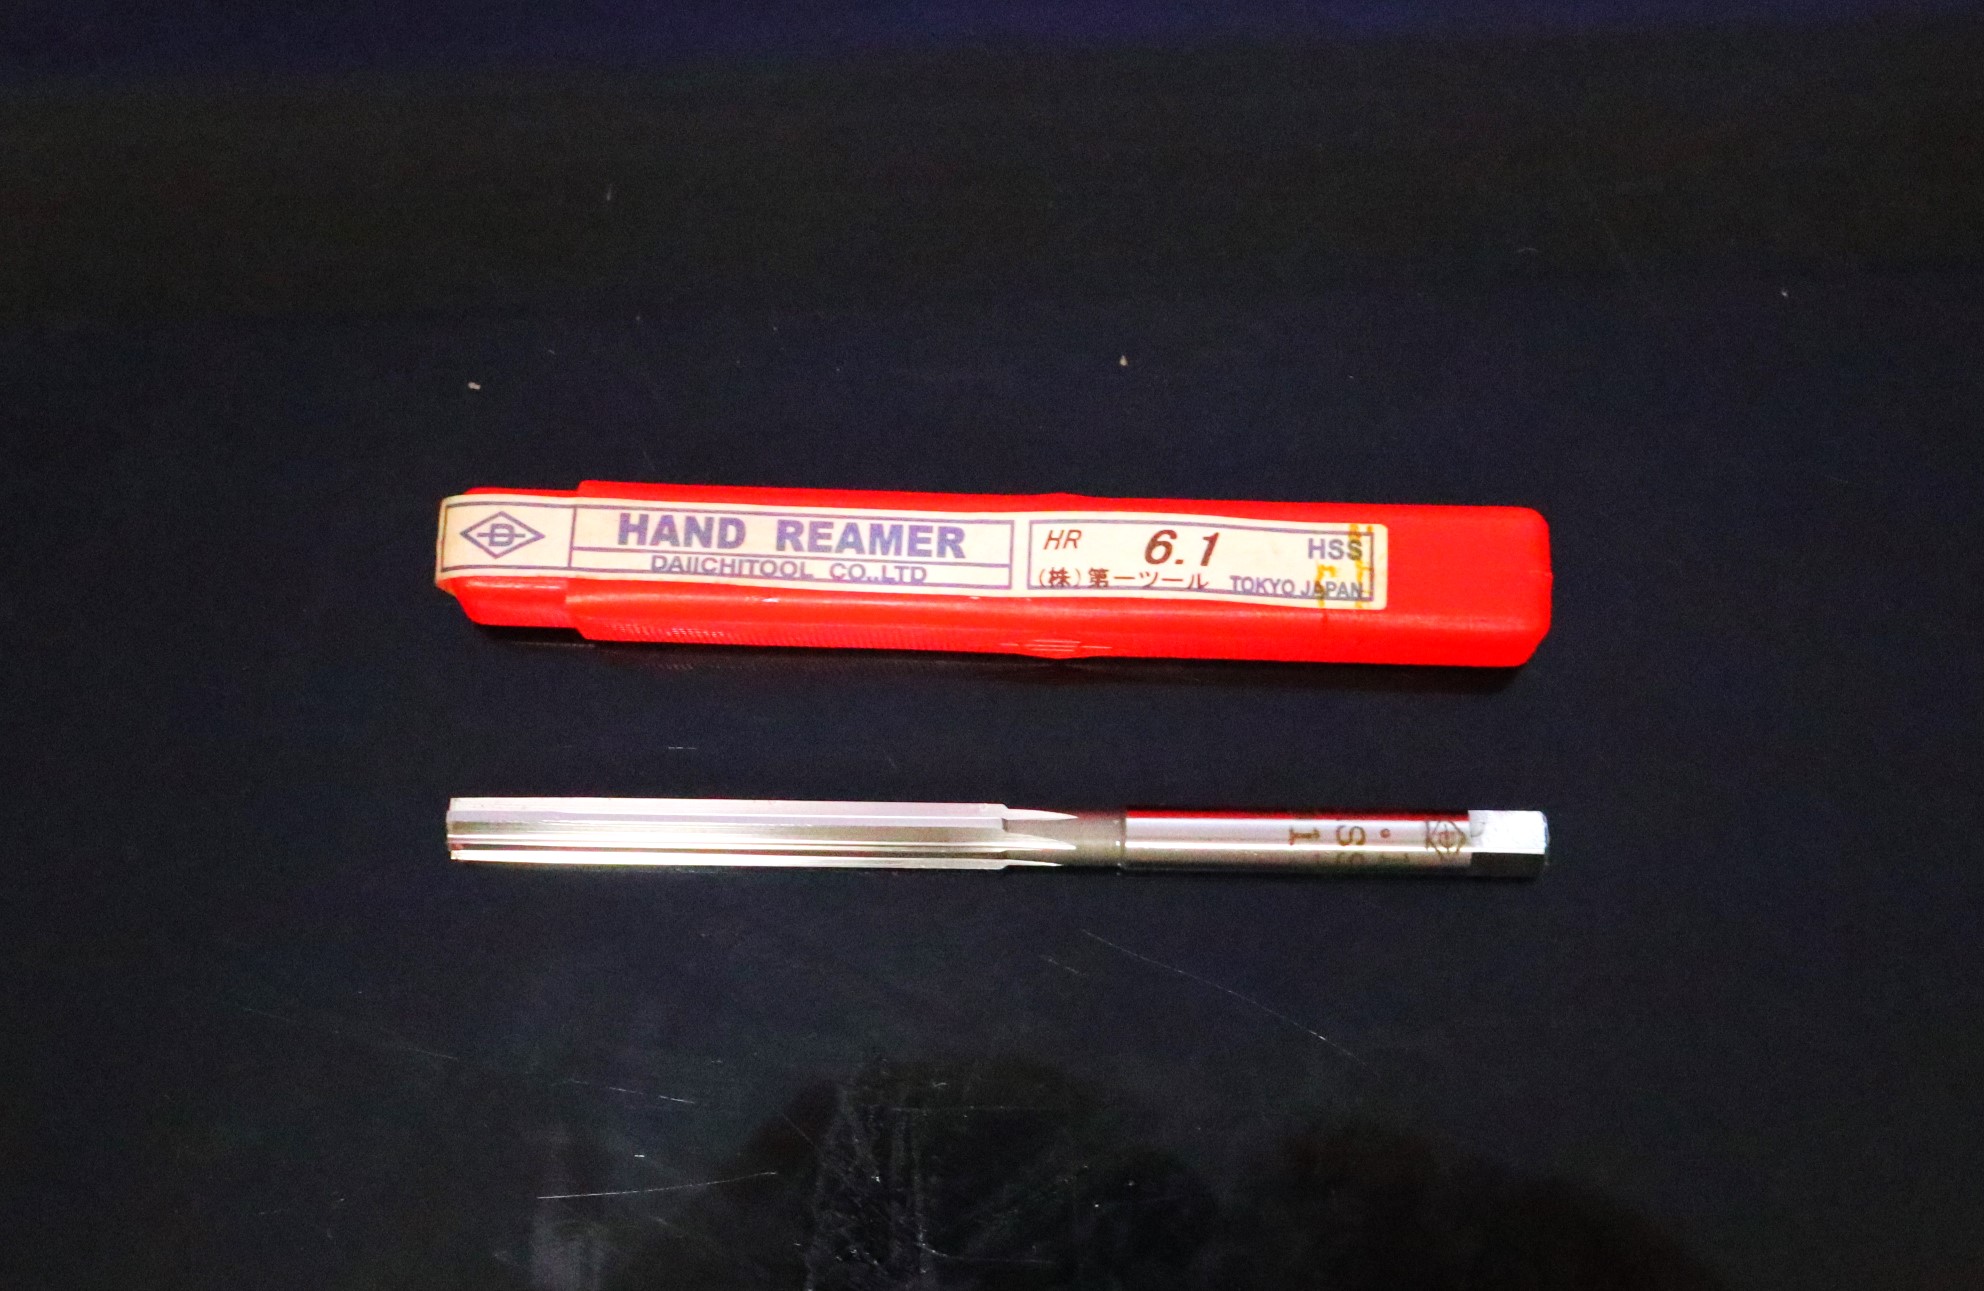 HAND REAMER
DAIICHITOOL CO.,LTD
HR 6.1 HSS
(株)第一ツール TOKYO JAPAN